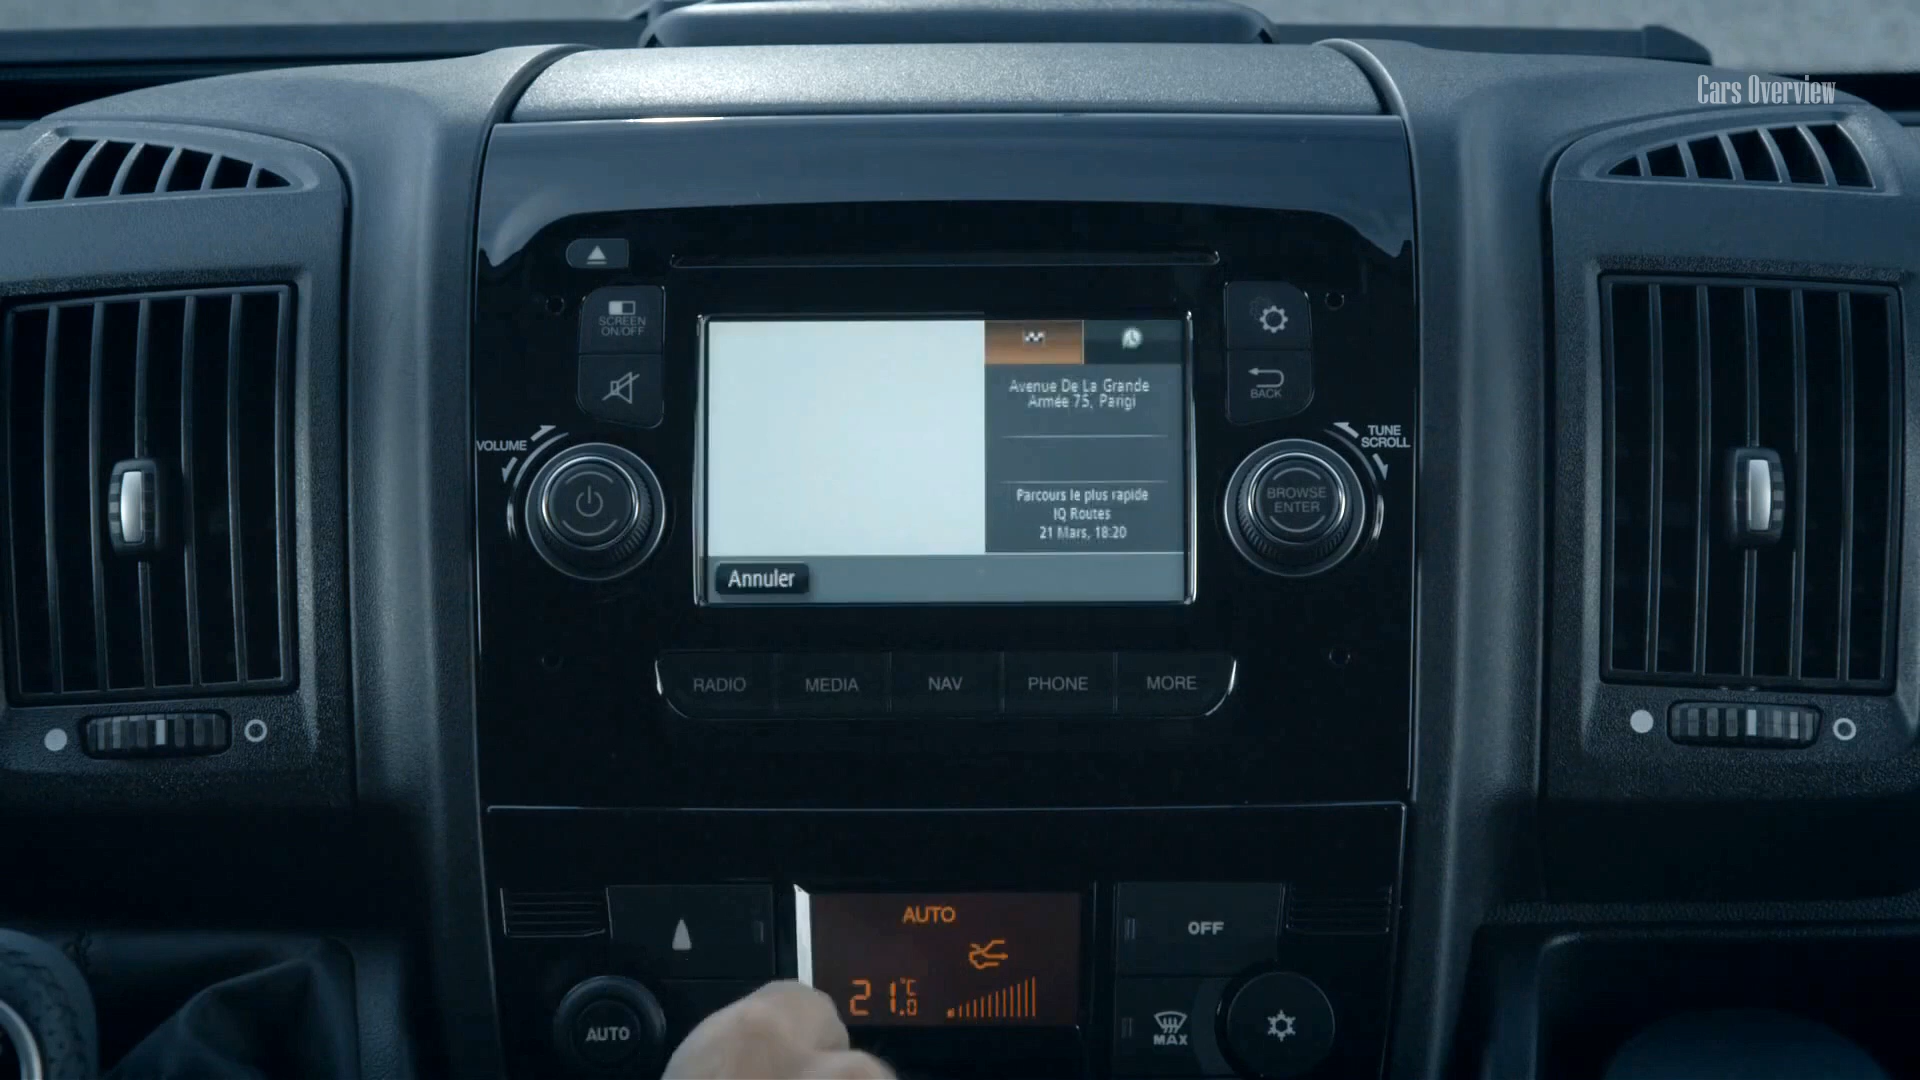 Cars Overview
SCREEN
ON/OFF
BACK
VOLUME
TUNE
SCROLL
BROWSE
ENTER
Avenue De La Grande
Armée 75, Parigi
Parcours le plus rapide
IQ Routes
21 Mars, 18:20
Annuler
RADIO
MEDIA
NAV
PHONE
MORE
AUTO
21.0 °C
OFF
AUTO
MAX